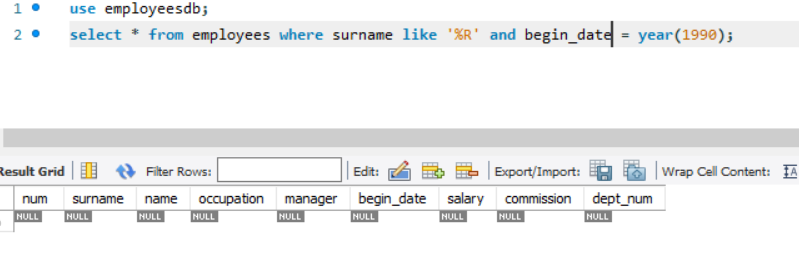 1 use employeesdb;
2 select * from employees where surname like '%R' and begin_date = year(1990);
Result Grid Filter Rows: Edit: Export/Import: Wrap Cell Content:
num surname name occupation manager begin_date salary commission dept_num
NULL NULL NULL NULL NULL NULL NULL NULL NULL